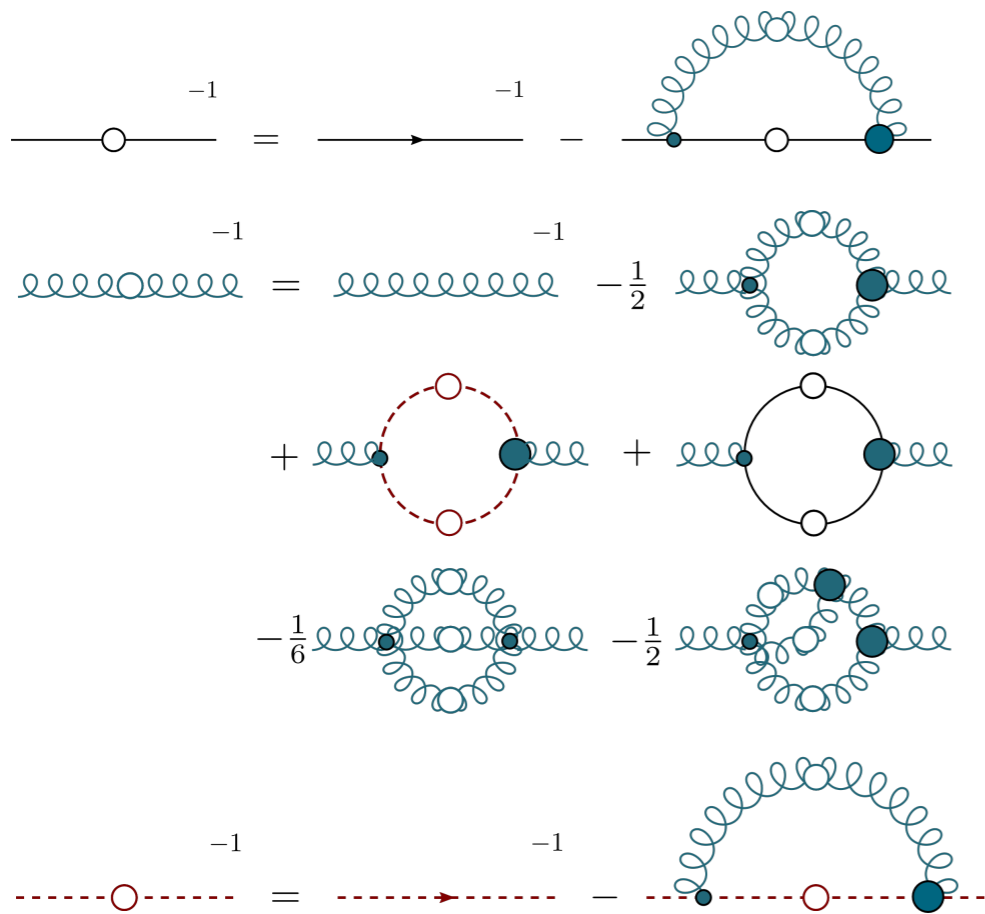 -1 = -1 −
-1 = -1 − 1/2
+ +
− 1/6 − 1/2
-1 = -1 −